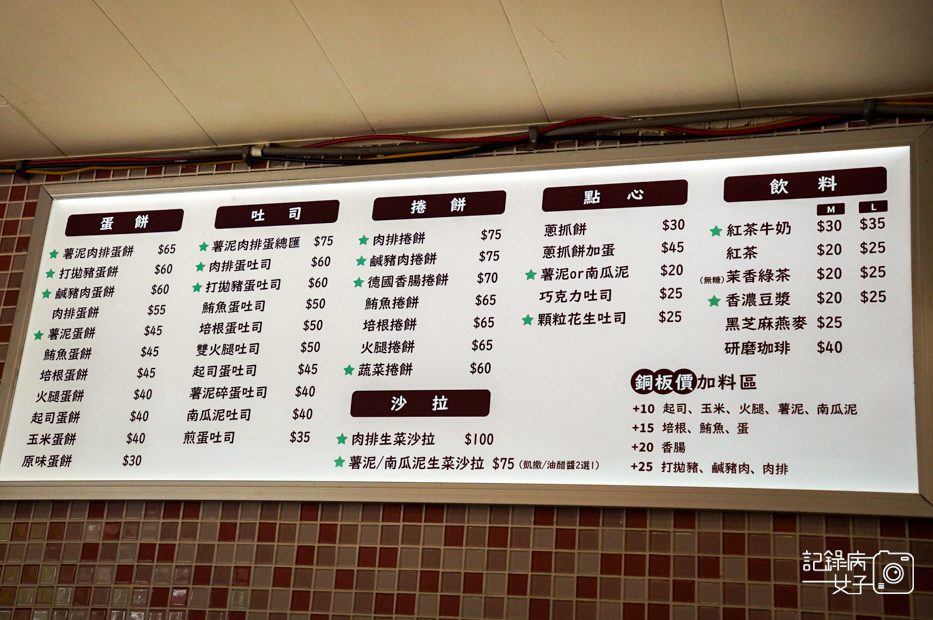 蛋餅
★薯泥肉排蛋餅 $65
★打拋豬蛋餅 $60
★鹹豬肉蛋餅 $60
肉排蛋餅 $55
★薯泥蛋餅 $45
鮪魚蛋餅 $45
培根蛋餅 $45
火腿蛋餅 $40
起司蛋餅 $40
玉米蛋餅 $40
原味蛋餅 $30
吐司
★薯泥肉排蛋總匯 $75
★肉排蛋吐司 $60
★打拋豬蛋吐司 $60
鮪魚蛋吐司 $50
培根蛋吐司 $50
雙火腿吐司 $50
起司蛋吐司 $45
薯泥碎蛋吐司 $40
南瓜泥吐司 $40
煎蛋吐司 $35
捲餅
★肉排捲餅 $75
★鹹豬肉捲餅 $75
★德國香腸捲餅 $70
鮪魚捲餅 $65
培根捲餅 $65
火腿捲餅 $65
★蔬菜捲餅 $60
沙拉
★肉排生菜沙拉 $100
★薯泥/南瓜泥生菜沙拉 $75(凱撒/油醋醬2選1)
點心
蔥抓餅 $30
蔥抓餅加蛋 $45
★薯泥or南瓜泥 $20
巧克力吐司 $25
★顆粒花生吐司 $25
飲料
M L
★紅茶牛奶 $30 $35
紅茶 $20 $25
(無糖)茉香綠茶 $20 $25
★香濃豆漿 $20 $25
黑芝麻燕麥 $25
研磨珈琲 $40
銅板價加料區
+10 起司、玉米、火腿、薯泥、南瓜泥
+15 培根、鮪魚、蛋
+20 香腸
+25 打拋豬、鹹豬肉、肉排
記錄病
女子